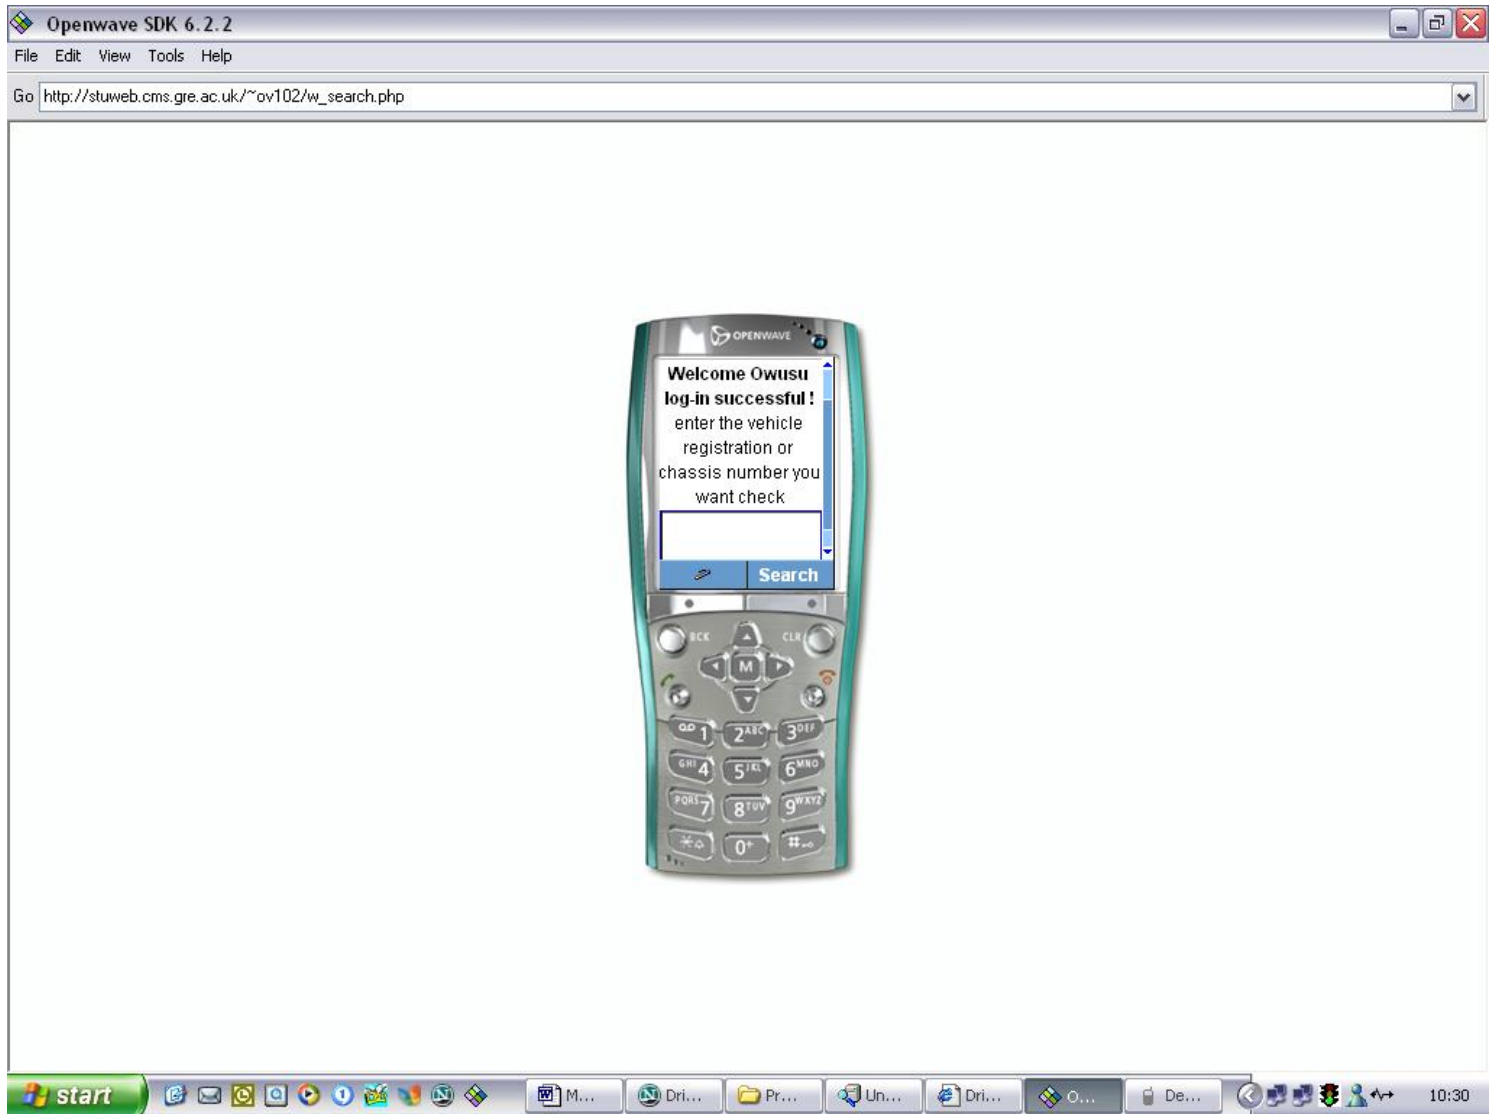 Openwave SDK 6.2.2
File Edit View Tools Help
Go http://stuweb.cms.gre.ac.uk/~ov102/w_search.php
OPENWAVE
Welcome Owusu
log-in successful !
enter the vehicle
registration or
chassis number you
want check
Search
BCK CLR
M
1 2ABC 3DEF
GHI4 5JKL 6MNO
PQRS7 8TUV 9WXYZ
* 0+ #
start M... Dri... Pr... Un... Dri... O... De... 10:30